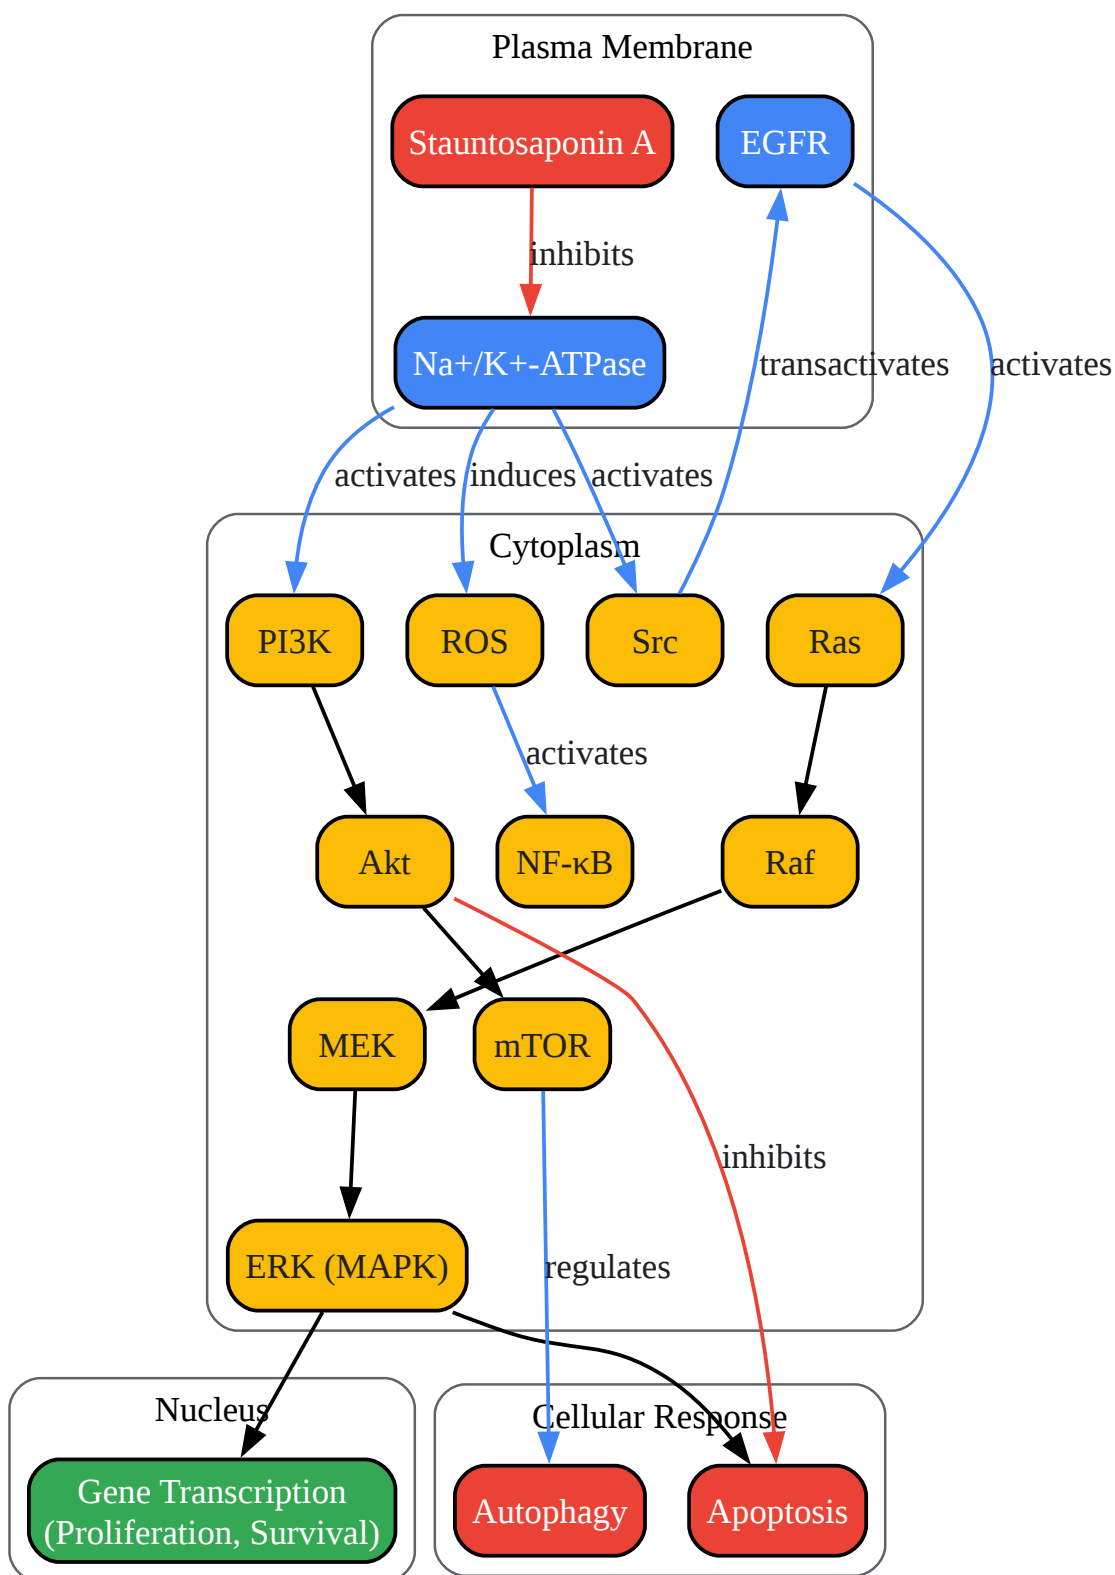 Plasma Membrane
Stauntosaponin A
EGFR
inhibits
Na+/K+-ATPase
transactivates
activates
activates
induces
activates
Cytoplasm
PI3K
ROS
Src
Ras
activates
Akt
NF-κB
Raf
MEK
mTOR
inhibits
ERK (MAPK)
regulates
Nucleus
Cellular Response
Gene Transcription
(Proliferation, Survival)
Autophagy
Apoptosis